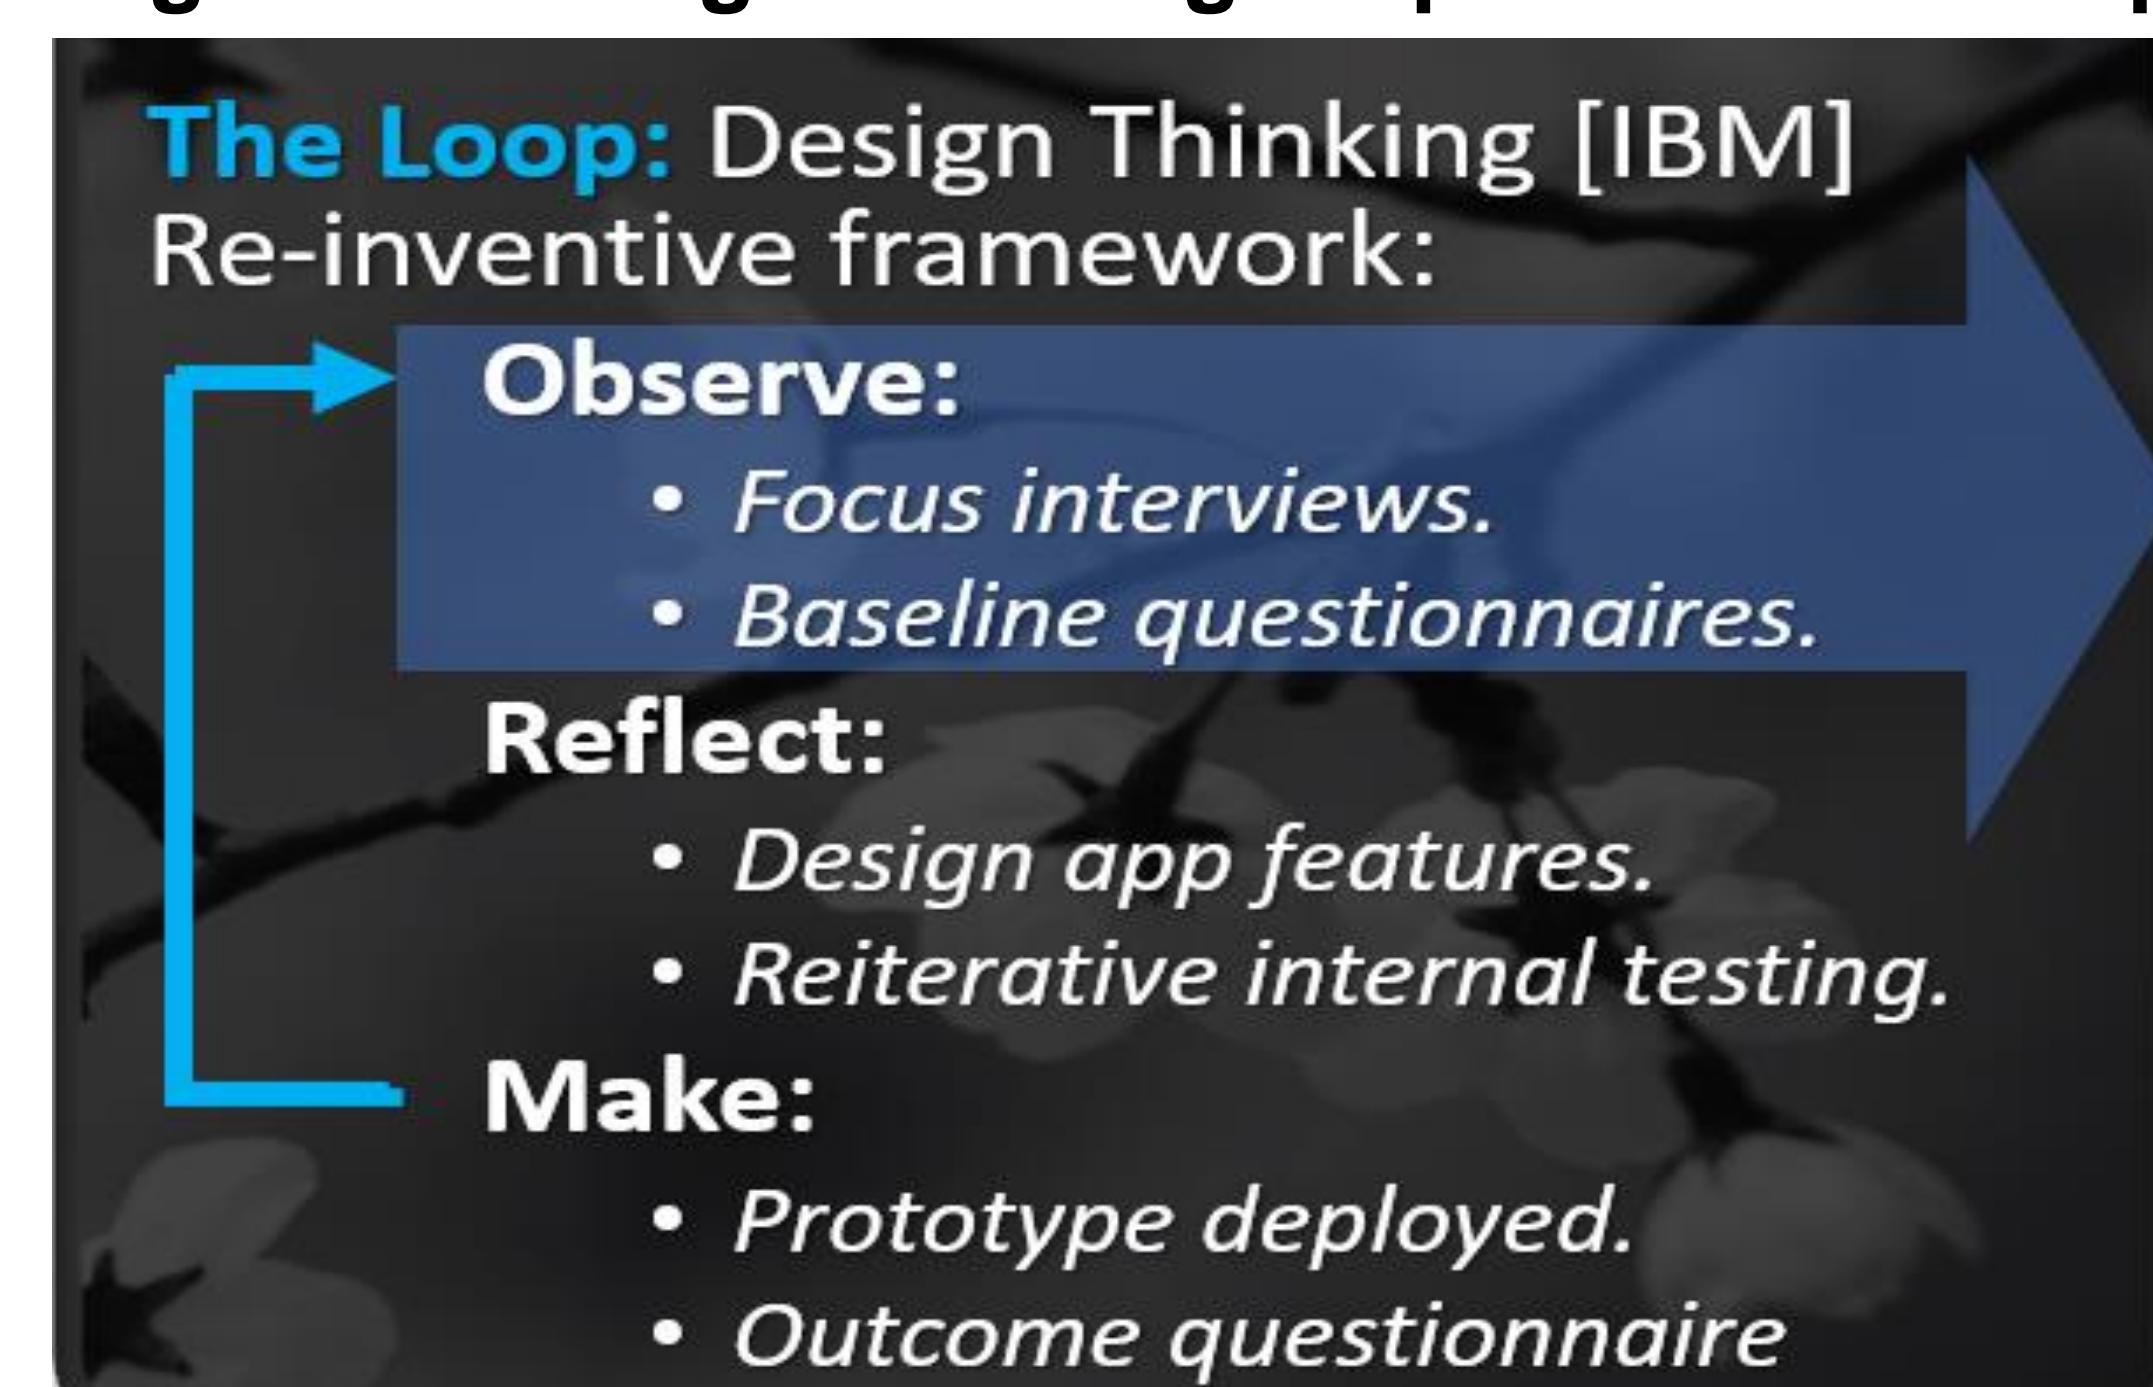 The Loop: Design Thinking [IBM]
Re-inventive framework:
Observe:
• Focus interviews.
• Baseline questionnaires.
Reflect:
• Design app features.
• Reiterative internal testing.
Make:
• Prototype deployed.
• Outcome questionnaire